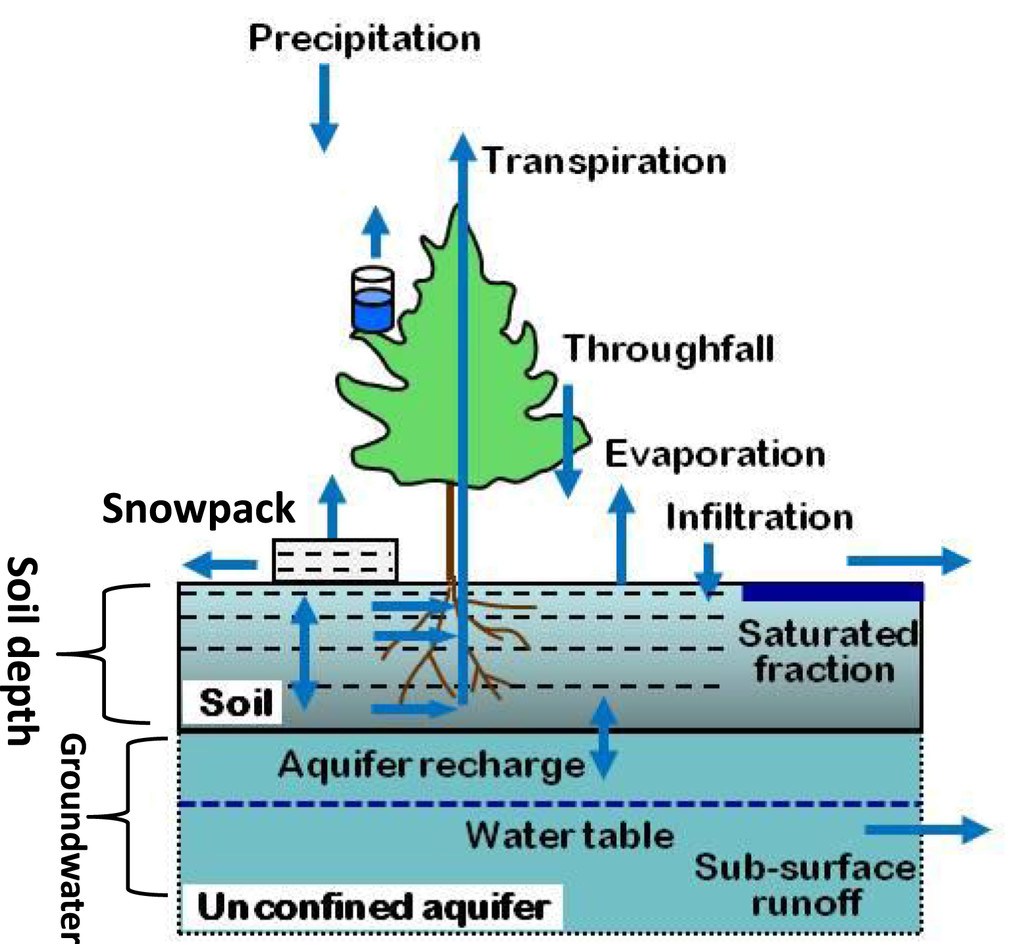 Precipitation
Transpiration
Throughfall
Evaporation
Snowpack
Infiltration
Soil depth
Saturated
fraction
Soil
Groundwater
Aquifer recharge
Water table
Sub-surface
runoff
Unconfined aquifer